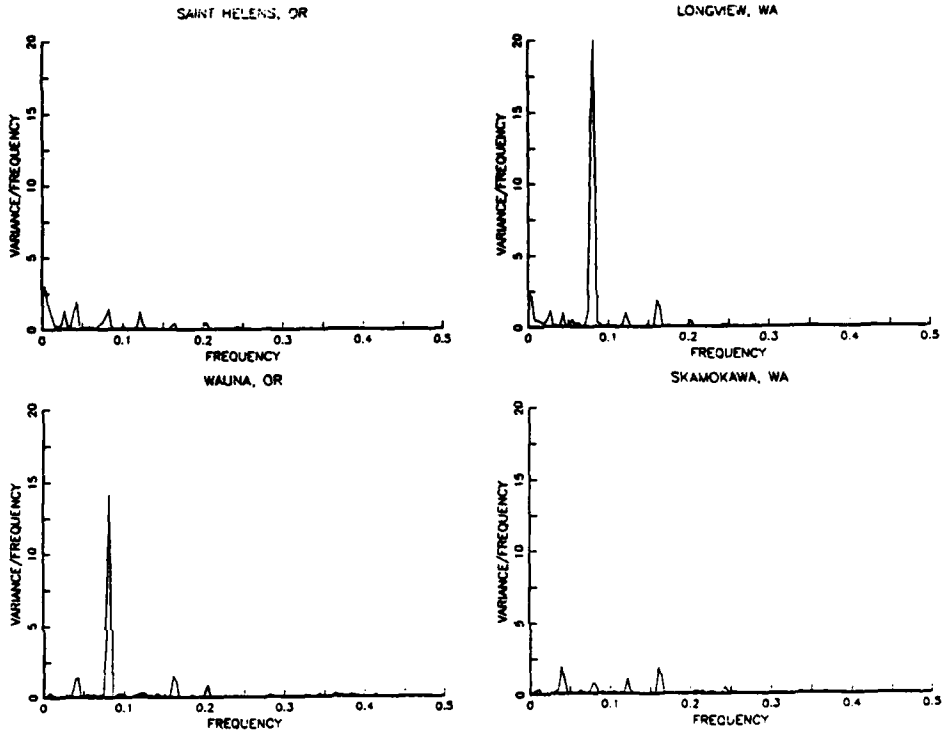 SAINT HELENS, OR
20
15
10
5
0
VARIANCE/FREQUENCY
0 0.1 0.2 0.3 0.4 0.5
FREQUENCY
LONGVIEW, WA
20
15
10
5
0
VARIANCE/FREQUENCY
0 0.1 0.2 0.3 0.4 0.5
FREQUENCY
WAUNA, OR
20
15
10
5
0
VARIANCE/FREQUENCY
0 0.1 0.2 0.3 0.4 0.5
FREQUENCY
SKAMOKAWA, WA
20
15
10
5
0
VARIANCE/FREQUENCY
0 0.1 0.2 0.3 0.4 0.5
FREQUENCY